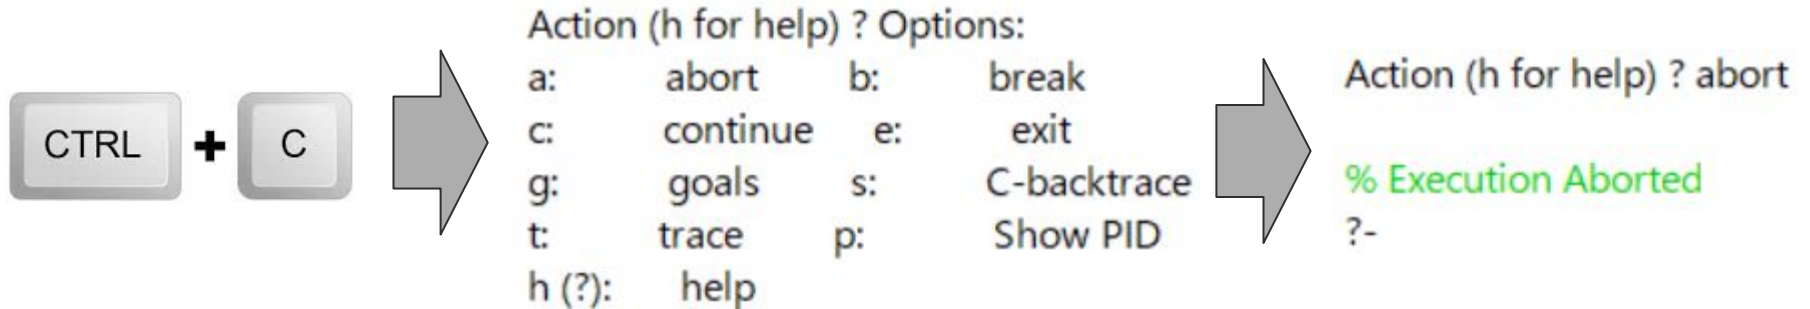 CTRL + C
Action (h for help) ? Options:
a: abort b: break
c: continue e: exit
g: goals s: C-backtrace
t: trace p: Show PID
h (?): help
Action (h for help) ? abort
% Execution Aborted
?-